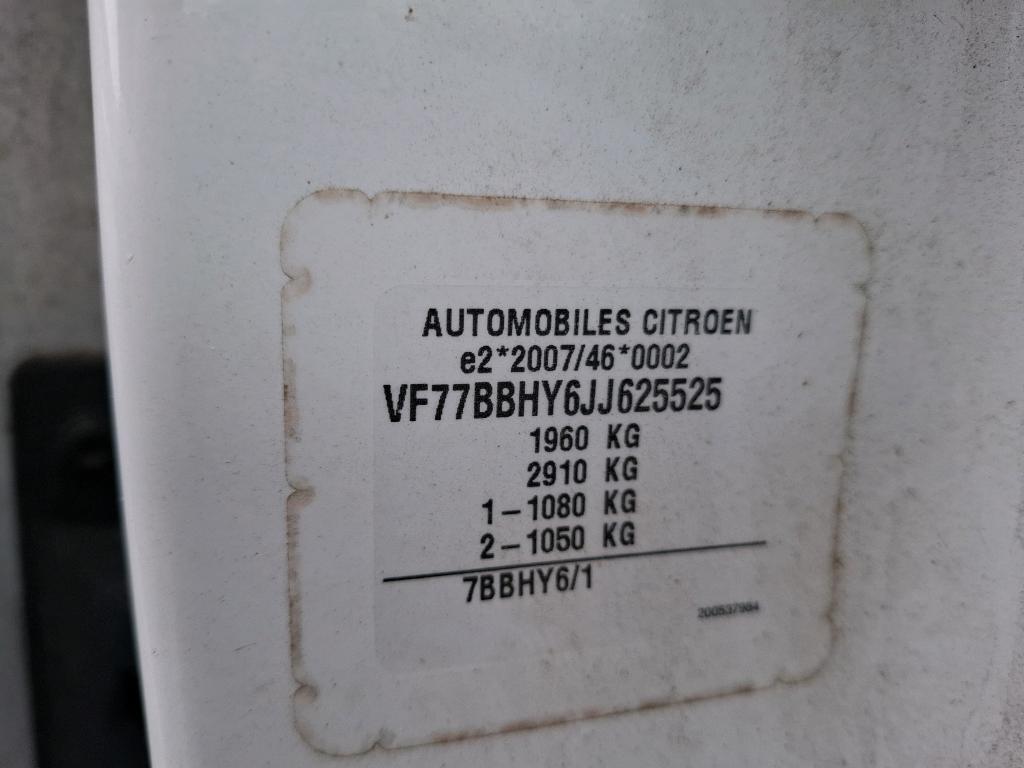 AUTOMOBILES CITROEN
e2*2007/46*0002
VF77BBHY6JJ625525
1960 KG
2910 KG
1-1080 KG
2-1050 KG
7BBHY6/1
200537984